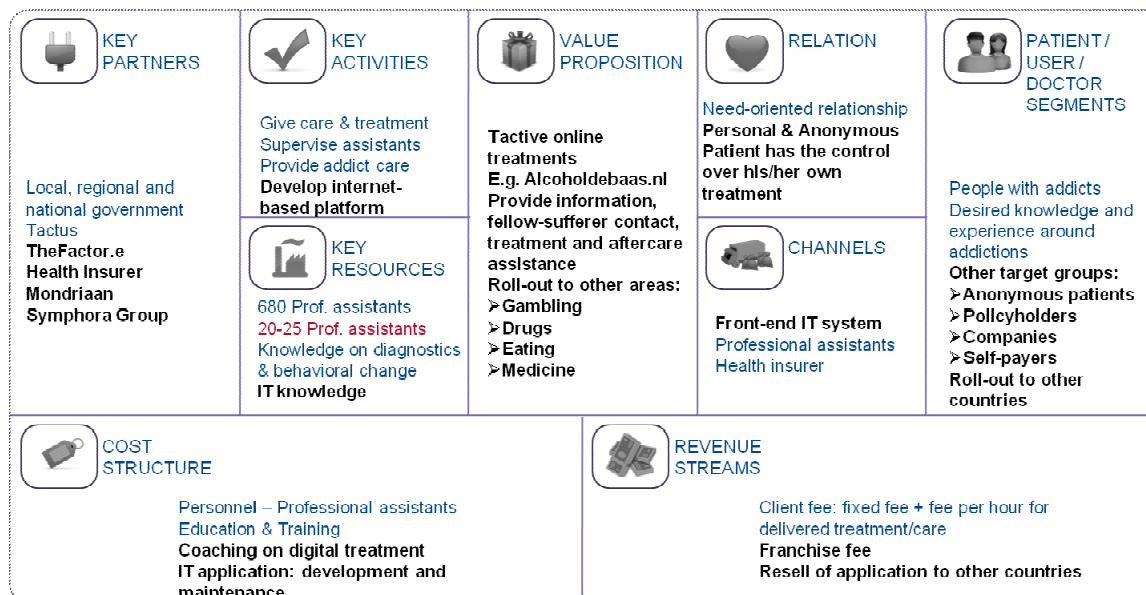 KEY
PARTNERS
Local, regional and
national government
Tactus
TheFactor.e
Health Insurer
Mondriaan
Symphora Group
KEY
ACTIVITIES
Give care & treatment
Supervise assistants
Provide addict care
Develop internet-
based platform
KEY
RESOURCES
680 Prof. assistants
20-25 Prof. assistants
Knowledge on diagnostics
& behavioral change
IT knowledge
VALUE
PROPOSITION
Tactive online
treatments
E.g. Alcoholdebaas.nl
Provide information,
fellow-sufferer contact,
treatment and aftercare
assistance
Roll-out to other areas:
➢Gambling
➢Drugs
➢Eating
➢Medicine
RELATION
Need-oriented relationship
Personal & Anonymous
Patient has the control
over his/her own
treatment
CHANNELS
Front-end IT system
Professional assistants
Health insurer
PATIENT /
USER /
DOCTOR
SEGMENTS
People with addicts
Desired knowledge and
experience around
addictions
Other target groups:
➢Anonymous patients
➢Policyholders
➢Companies
➢Self-payers
Roll-out to other
countries
COST
STRUCTURE
Personnel – Professional assistants
Education & Training
Coaching on digital treatment
IT application: development and
maintenance
REVENUE
STREAMS
Client fee: fixed fee + fee per hour for
delivered treatment/care
Franchise fee
Resell of application to other countries